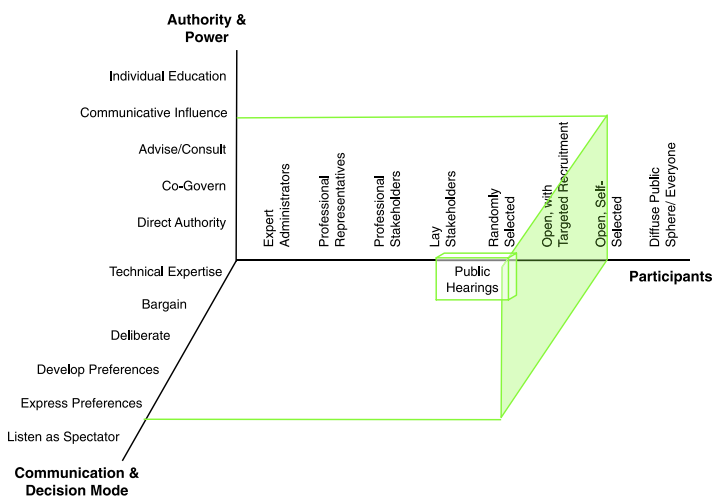 Authority &
Power
Individual Education
Communicative Influence
Advise/Consult
Co-Govern
Direct Authority
Expert
Administrators
Professional
Representatives
Professional
Stakeholders
Lay
Stakeholders
Randomly
Selected
Open, with
Targeted Recruitment
Open, Self-
Selected
Diffuse Public
Sphere/ Everyone
Participants
Public
Hearings
Technical Expertise
Bargain
Deliberate
Develop Preferences
Express Preferences
Listen as Spectator
Communication &
Decision Mode